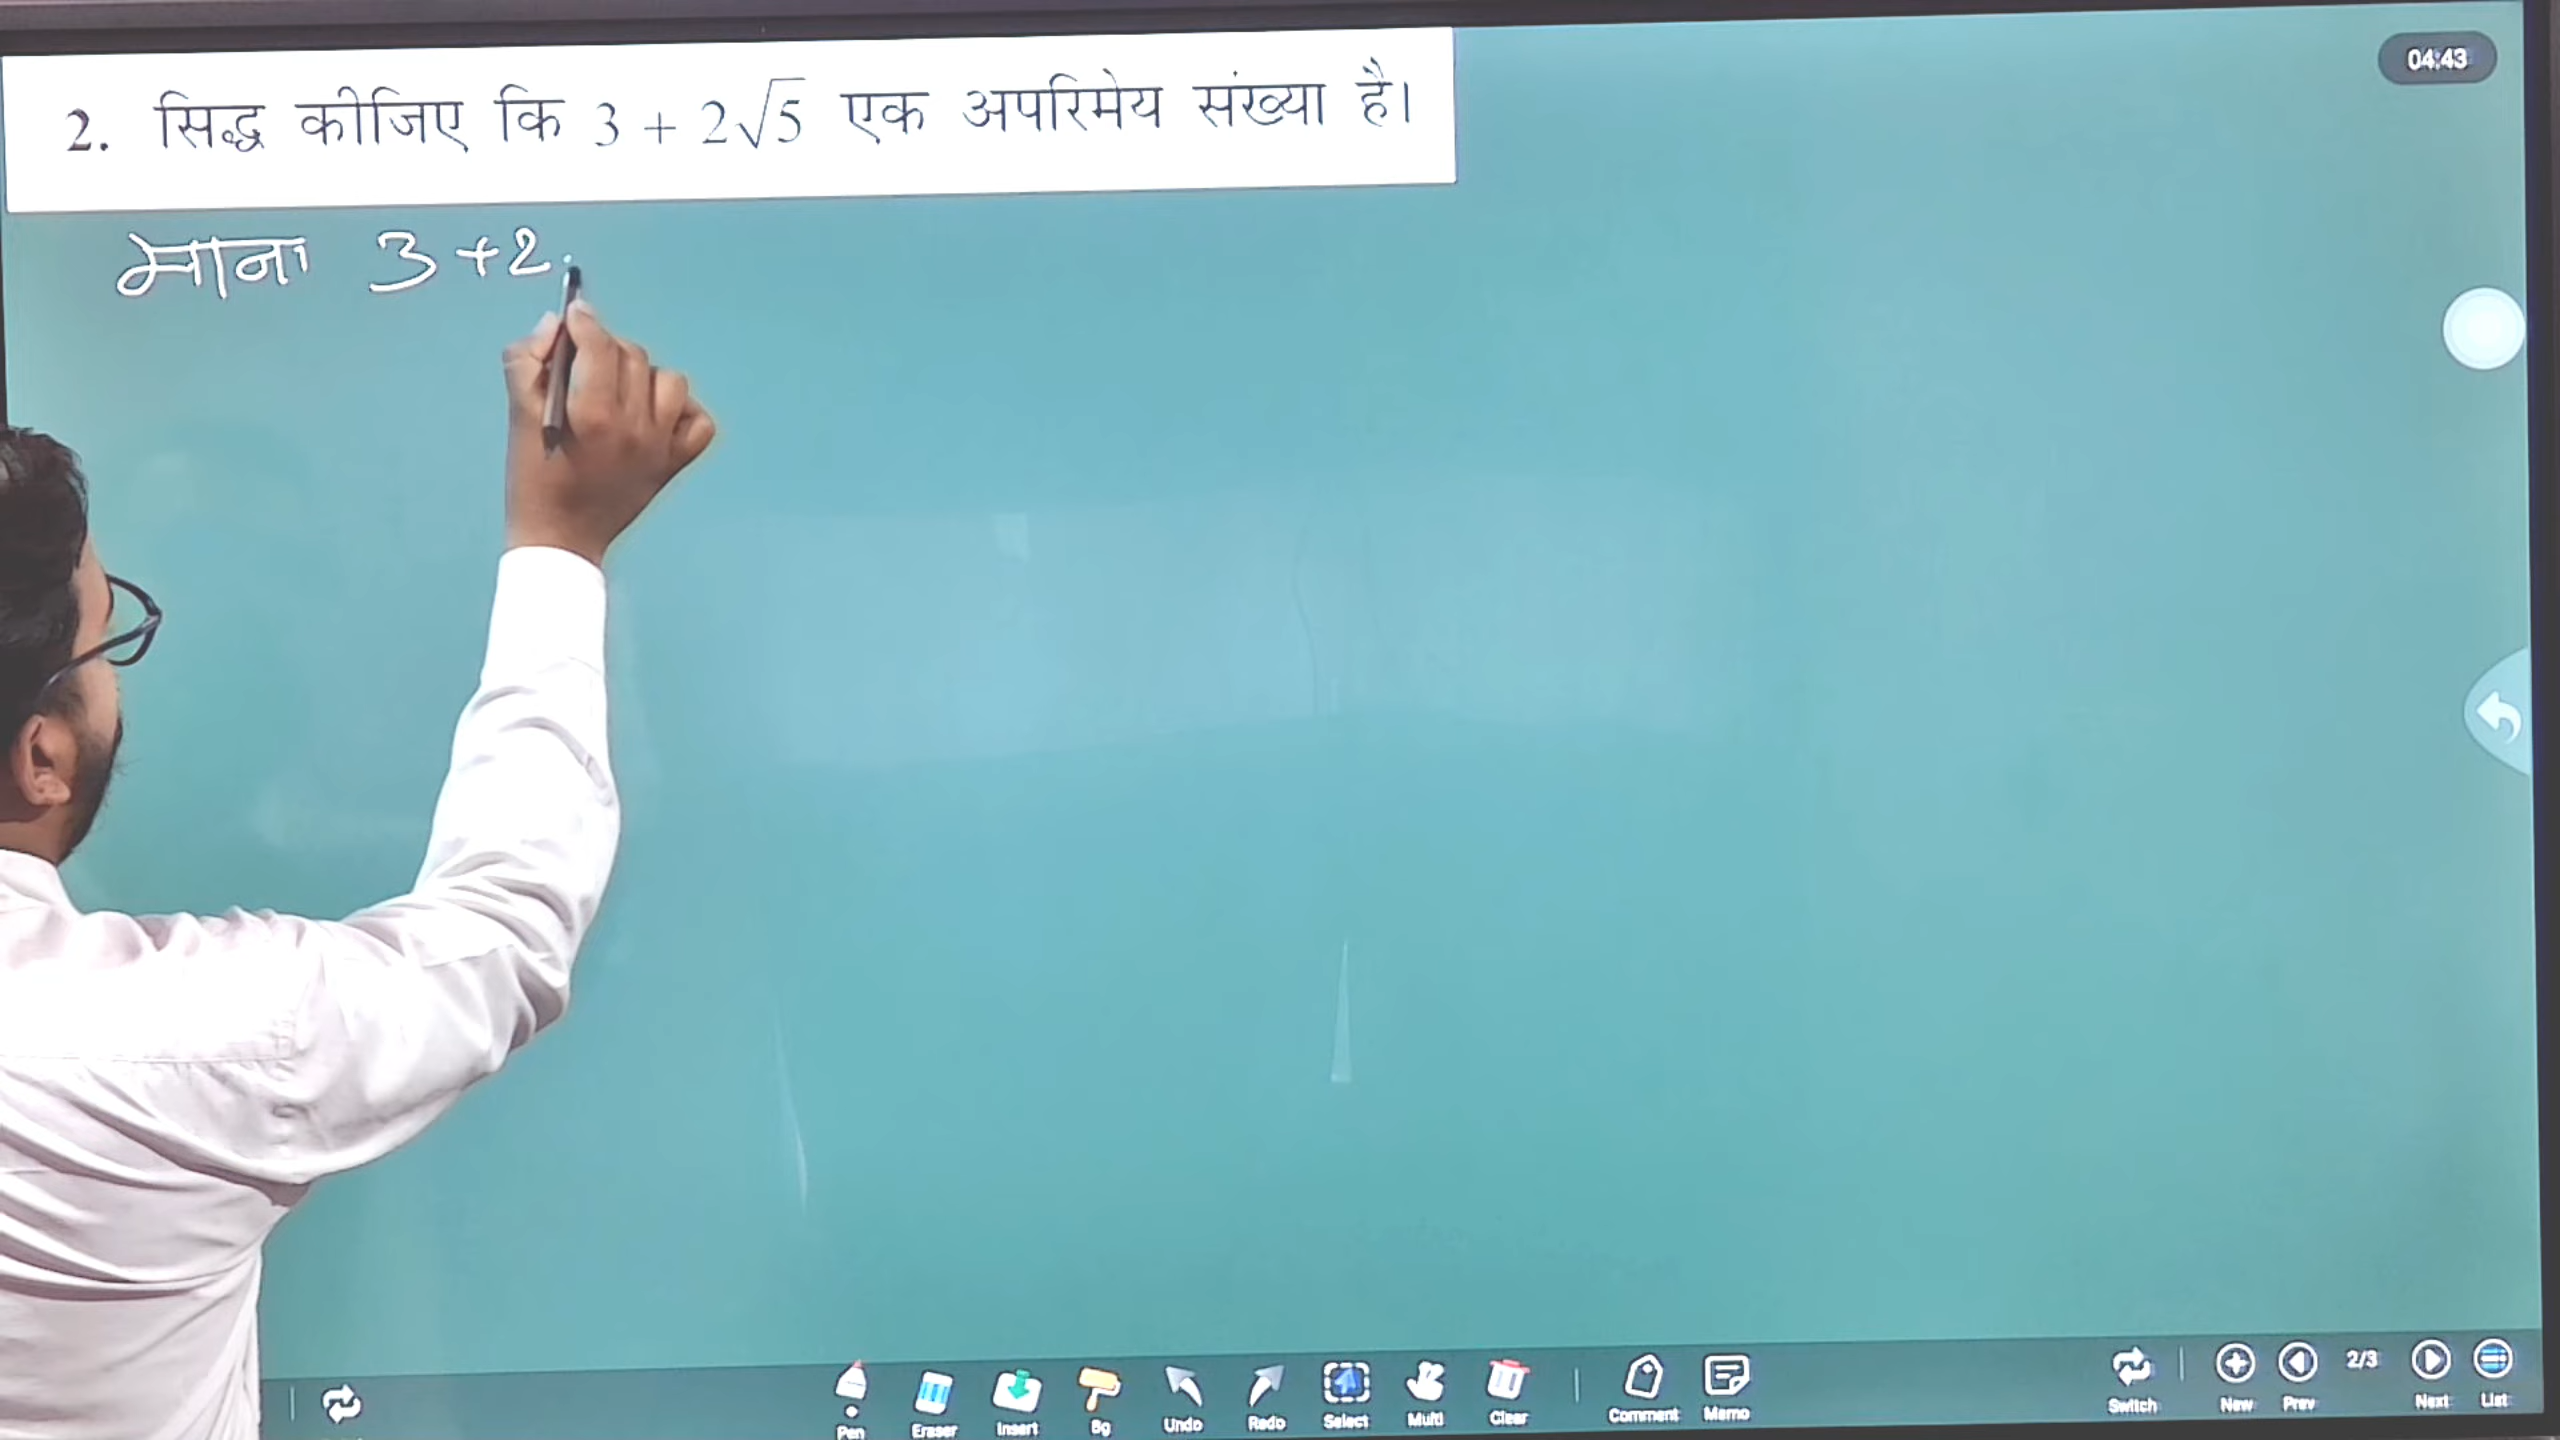 04:43
2. सिद्ध कीजिए कि 3 + 2√5 एक अपरिमेय संख्या है।
माना 3+2
Pen Eraser Insert Bg Undo Redo Select Multi Clear Comment Memo Switch New Prev 2/3 Next List